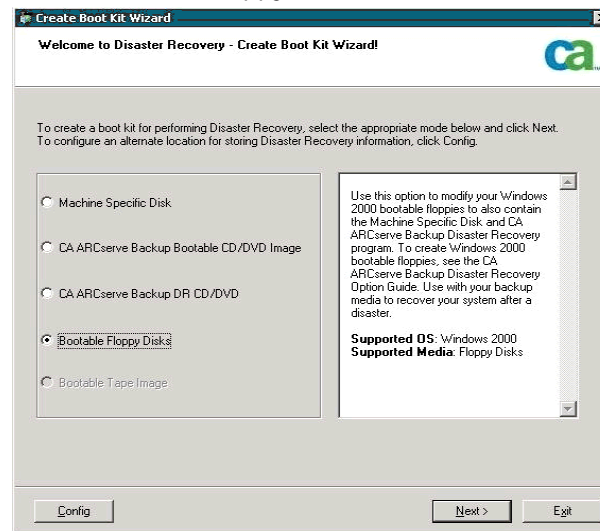 Create Boot Kit Wizard
Welcome to Disaster Recovery - Create Boot Kit Wizard!
ca
To create a boot kit for performing Disaster Recovery, select the appropriate mode below and click Next.
To configure an alternate location for storing Disaster Recovery information, click Config.
Machine Specific Disk
CA ARCserve Backup Bootable CD/DVD Image
CA ARCserve Backup DR CD/DVD
Bootable Floppy Disks
Bootable Tape Image
Use this option to modify your Windows
2000 bootable floppies to also contain
the Machine Specific Disk and CA
ARCserve Backup Disaster Recovery
program. To create Windows 2000
bootable floppies, see the CA
ARCserve Backup Disaster Recovery
Option Guide. Use with your backup
media to recover your system after a
disaster.
Supported OS: Windows 2000
Supported Media: Floppy Disks
Config
Next >
Exit